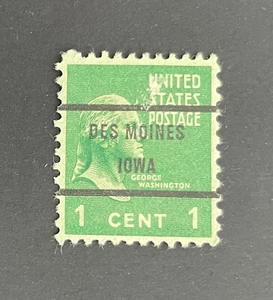 UNITED
STATES
POSTAGE
DES MOINES
IOWA
GEORGE
WASHINGTON
1 CENT 1